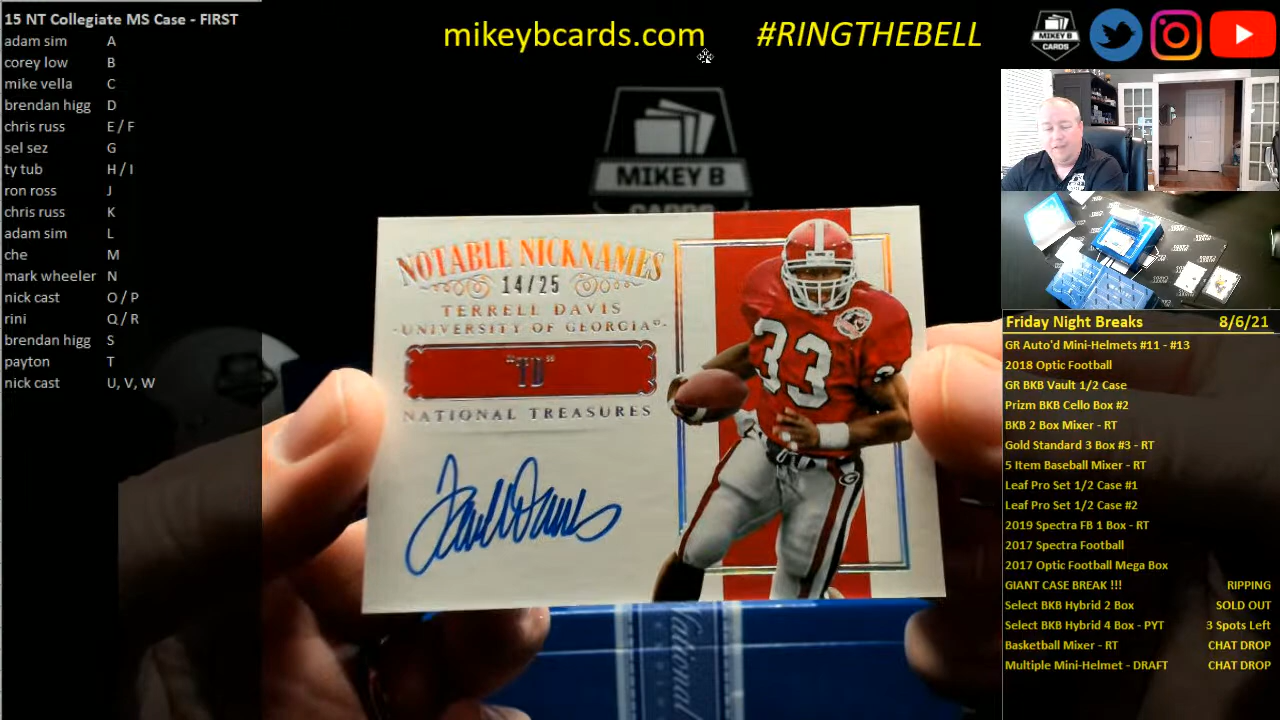 15 NT Collegiate MS Case - FIRST
adam sim A
corey low B
mike vella C
brendan higg D
chris russ E / F
sel sez G
ty tub H / I
ron ross J
chris russ K
adam sim L
che M
mark wheeler N
nick cast O / P
rini Q / R
brendan higg S
payton T
nick cast U, V, W
mikeybcards.com #RINGTHEBELL
MIKEY B
CARDS
MIKEY B
NOTABLE NICKNAMES
14/25
TERRELL DAVIS
-UNIVERSITY OF GEORGIA®-
"TD"
NATIONAL TREASURES
Terrell Davis
33
G
National
Friday Night Breaks 8/6/21
GR Auto'd Mini-Helmets #11 - #13
2018 Optic Football
GR BKB Vault 1/2 Case
Prizm BKB Cello Box #2
BKB 2 Box Mixer - RT
Gold Standard 3 Box #3 - RT
5 Item Baseball Mixer - RT
Leaf Pro Set 1/2 Case #1
Leaf Pro Set 1/2 Case #2
2019 Spectra FB 1 Box - RT
2017 Spectra Football
2017 Optic Football Mega Box
GIANT CASE BREAK !!! RIPPING
Select BKB Hybrid 2 Box SOLD OUT
Select BKB Hybrid 4 Box - PYT 3 Spots Left
Basketball Mixer - RT CHAT DROP
Multiple Mini-Helmet - DRAFT CHAT DROP